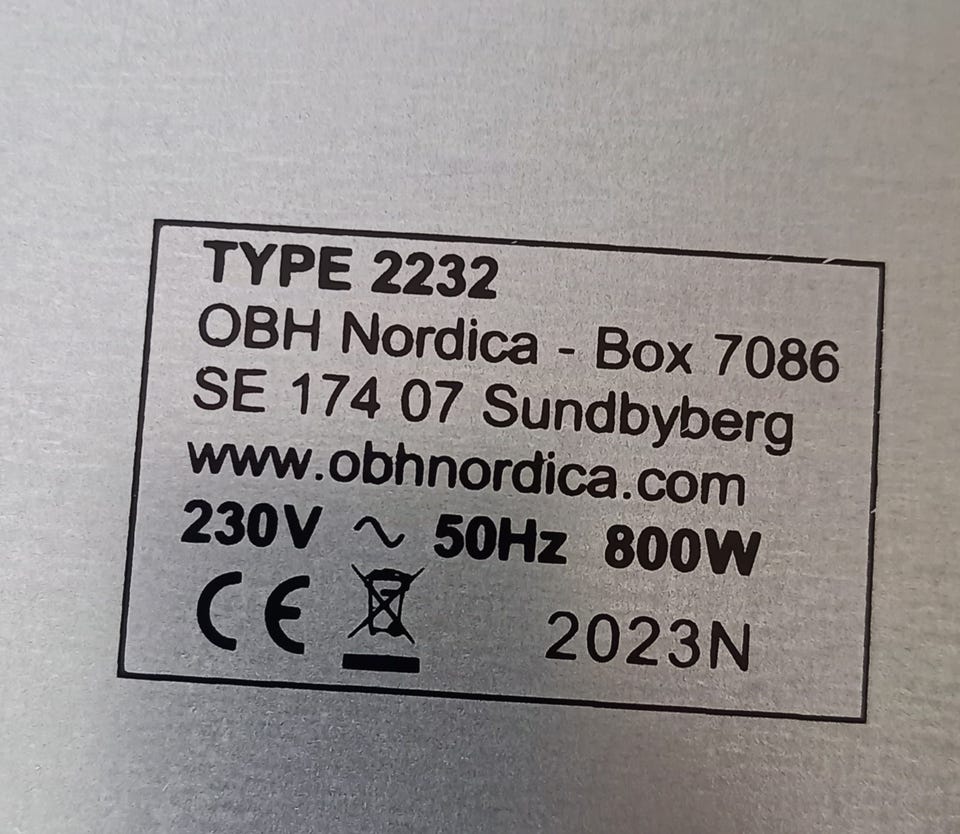 TYPE 2232
OBH Nordica - Box 7086
SE 174 07 Sundbyberg
www.obhnordica.com
230V ~ 50Hz 800W
CE 2023N